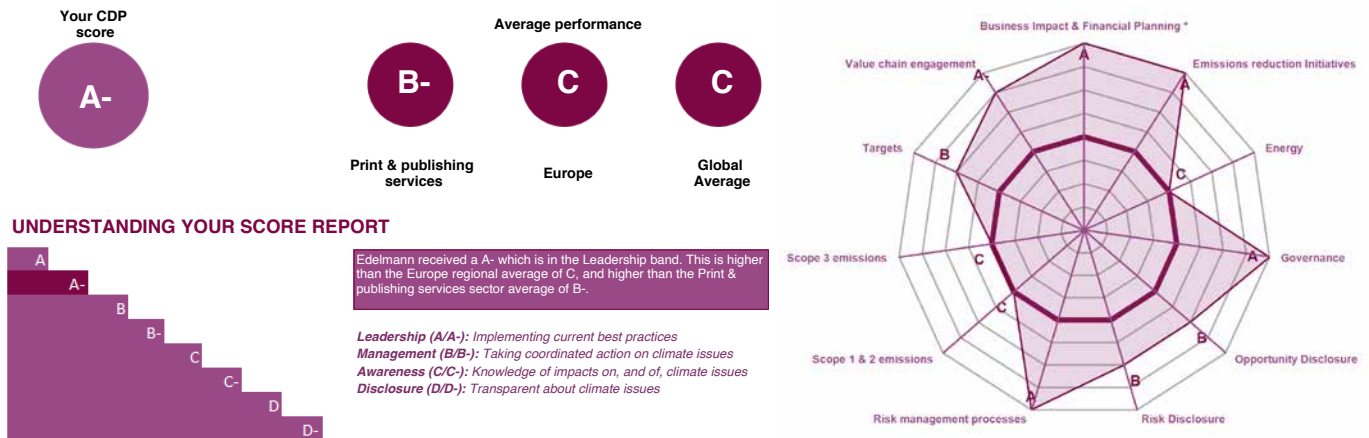 Your CDP
score
A-
Average performance
B-
C
C
Print & publishing
services
Europe
Global
Average
UNDERSTANDING YOUR SCORE REPORT
A
A-
B
B-
C
C-
D
D-
Edelmann received a A- which is in the Leadership band. This is higher
than the Europe regional average of C, and higher than the Print &
publishing services sector average of B-.
Leadership (A/A-): Implementing current best practices
Management (B/B-): Taking coordinated action on climate issues
Awareness (C/C-): Knowledge of impacts on, and of, climate issues
Disclosure (D/D-): Transparent about climate issues
Business Impact & Financial Planning *
A
Emissions reduction Initiatives
A
Energy
C
Governance
A
Opportunity Disclosure
B
Risk Disclosure
B
Risk management processes
A
Scope 1 & 2 emissions
C
Scope 3 emissions
C
Targets
B
Value chain engagement
A-